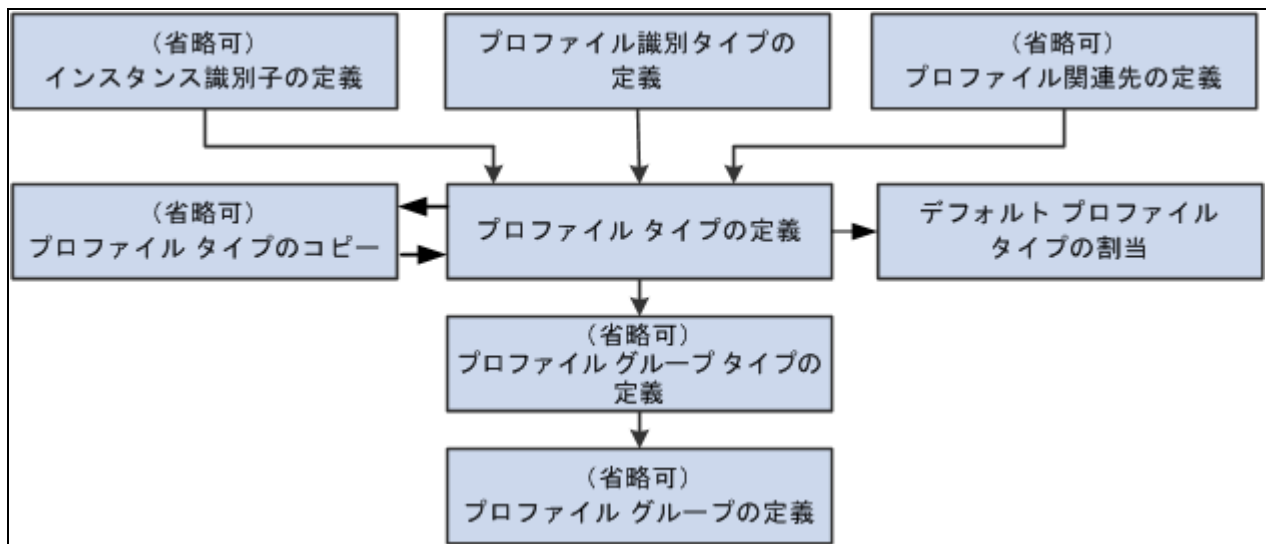 （省略可）
インスタンス識別子の定義
プロファイル識別タイプの
定義
（省略可）
プロファイル関連先の定義
（省略可）
プロファイル タイプのコピー
プロファイル タイプの定義
デフォルト プロファイル
タイプの割当
（省略可）
プロファイル グループ タイプの
定義
（省略可）
プロファイル グループの定義